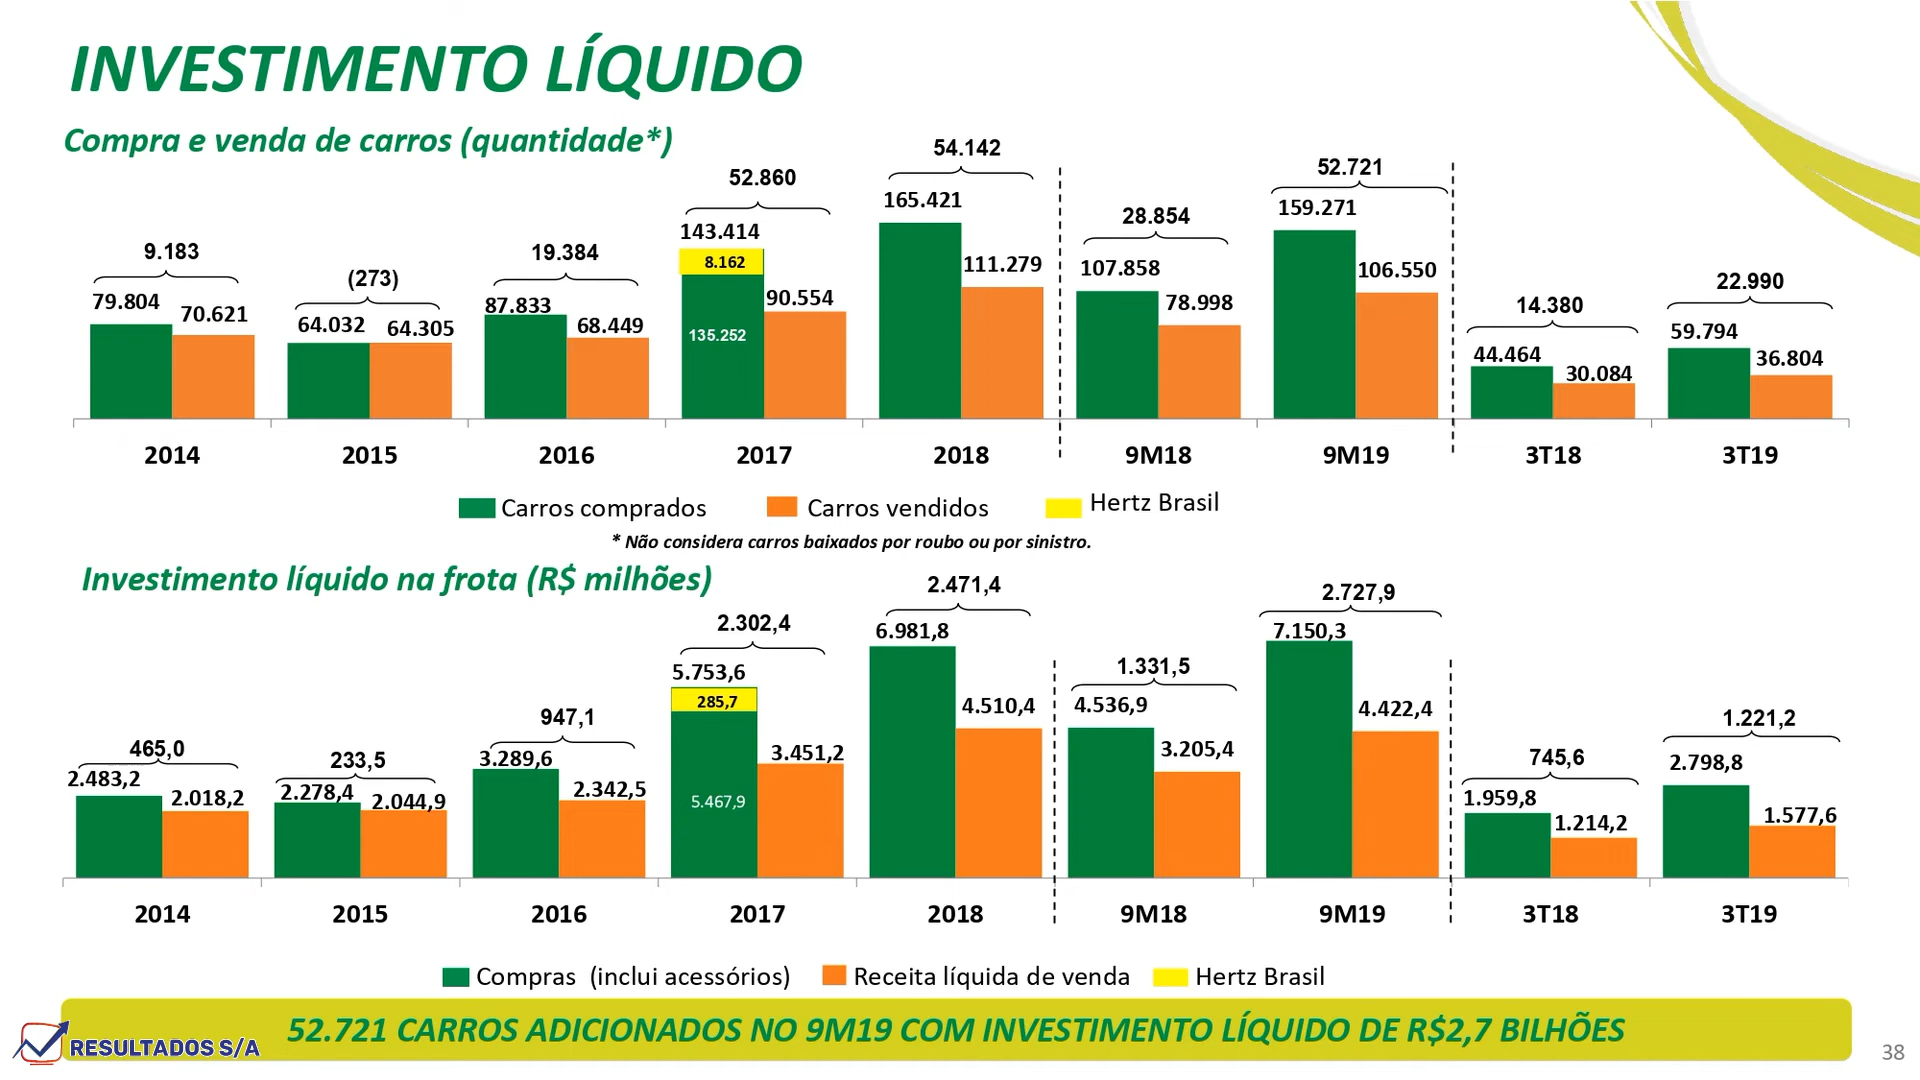 INVESTIMENTO LÍQUIDO
Compra e venda de carros (quantidade*)
9.183
(273)
19.384
52.860
54.142
28.854
52.721
14.380
22.990
79.804 70.621
64.032 64.305
87.833 68.449
143.414 8.162 135.252 90.554
165.421 111.279
107.858 78.998
159.271 106.550
44.464 30.084
59.794 36.804
2014 2015 2016 2017 2018 9M18 9M19 3T18 3T19
Carros comprados Carros vendidos Hertz Brasil
* Não considera carros baixados por roubo ou por sinistro.
Investimento líquido na frota (R$ milhões)
465,0
233,5
947,1
2.302,4
2.471,4
1.331,5
2.727,9
745,6
1.221,2
2.483,2 2.018,2
2.278,4 2.044,9
3.289,6 2.342,5
5.753,6 285,7 5.467,9 3.451,2
6.981,8 4.510,4
4.536,9 3.205,4
7.150,3 4.422,4
1.959,8 1.214,2
2.798,8 1.577,6
2014 2015 2016 2017 2018 9M18 9M19 3T18 3T19
Compras (inclui acessórios) Receita líquida de venda Hertz Brasil
52.721 CARROS ADICIONADOS NO 9M19 COM INVESTIMENTO LÍQUIDO DE R$2,7 BILHÕES
RESULTADOS S/A
38